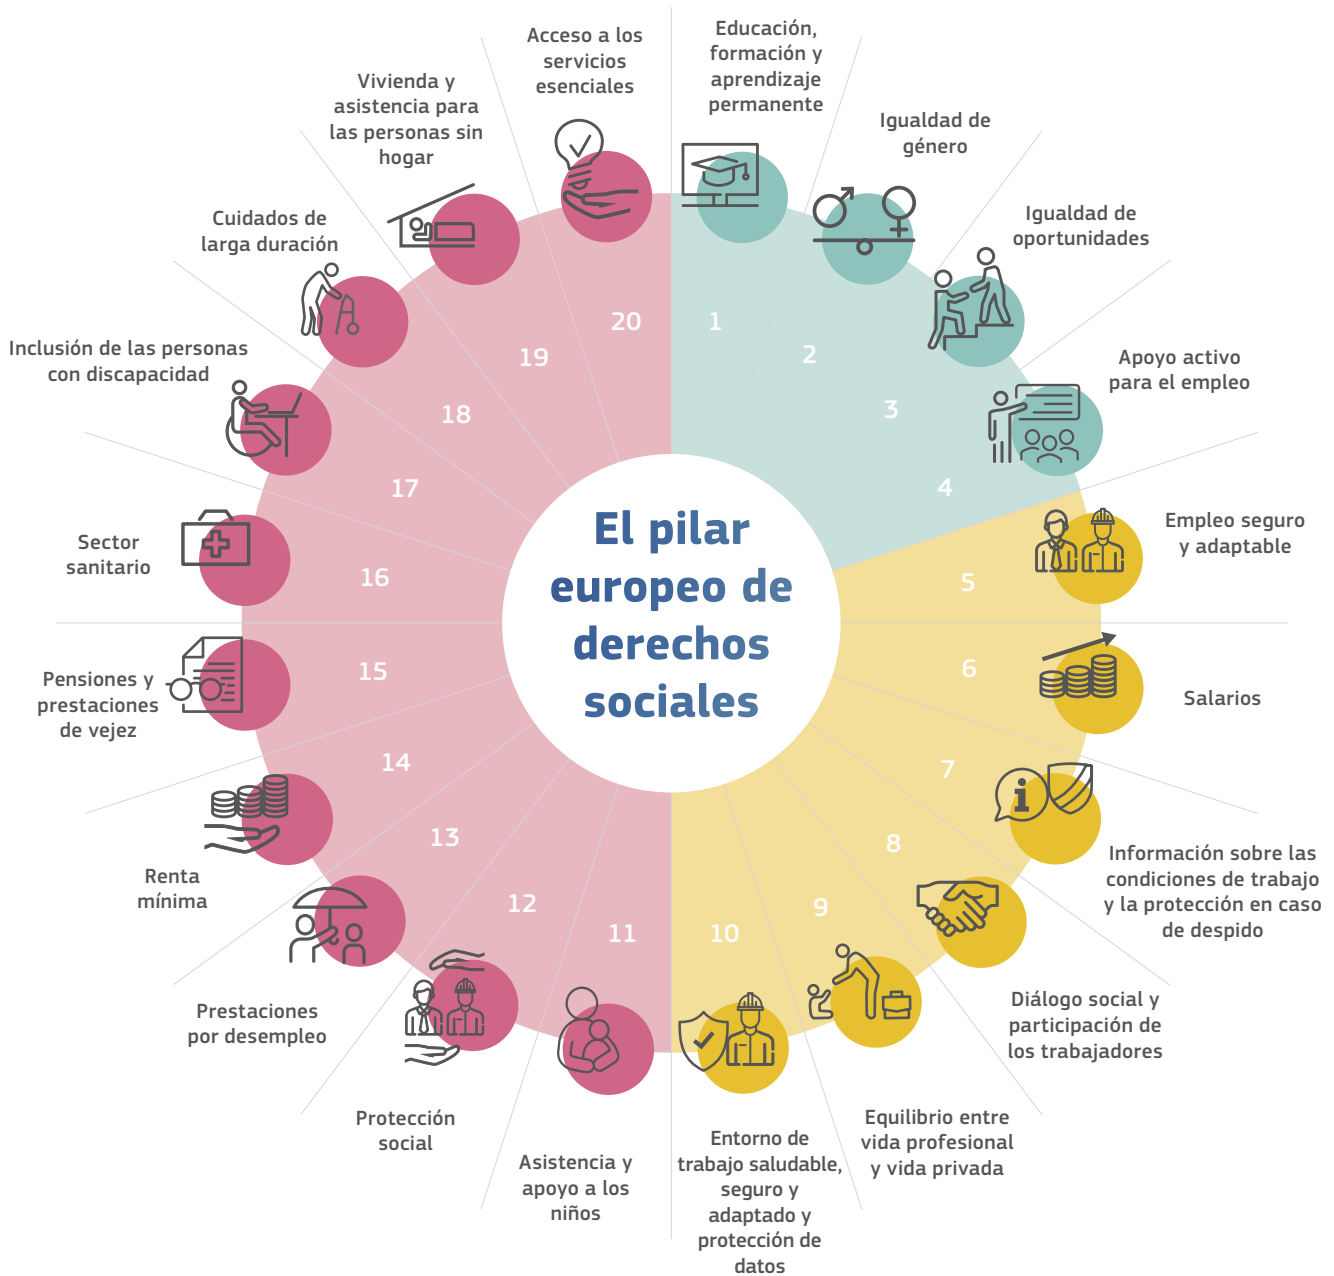 El pilar
europeo de
derechos
sociales
1
Educación,
formación y
aprendizaje
permanente
2
Igualdad de
género
3
Igualdad de
oportunidades
4
Apoyo activo
para el empleo
5
Empleo seguro
y adaptable
6
Salarios
7
Información sobre las
condiciones de trabajo
y la protección en caso
de despido
8
Diálogo social y
participación de
los trabajadores
9
Equilibrio entre
vida profesional
y vida privada
10
Entorno de
trabajo saludable,
seguro y
adaptado y
protección de
datos
11
Asistencia y
apoyo a los
niños
12
Protección
social
13
Prestaciones
por desempleo
14
Renta
mínima
15
Pensiones y
prestaciones
de vejez
16
Sector
sanitario
17
Inclusión de las personas
con discapacidad
18
Cuidados de
larga duración
19
Vivienda y
asistencia para
las personas sin
hogar
20
Acceso a los
servicios
esenciales